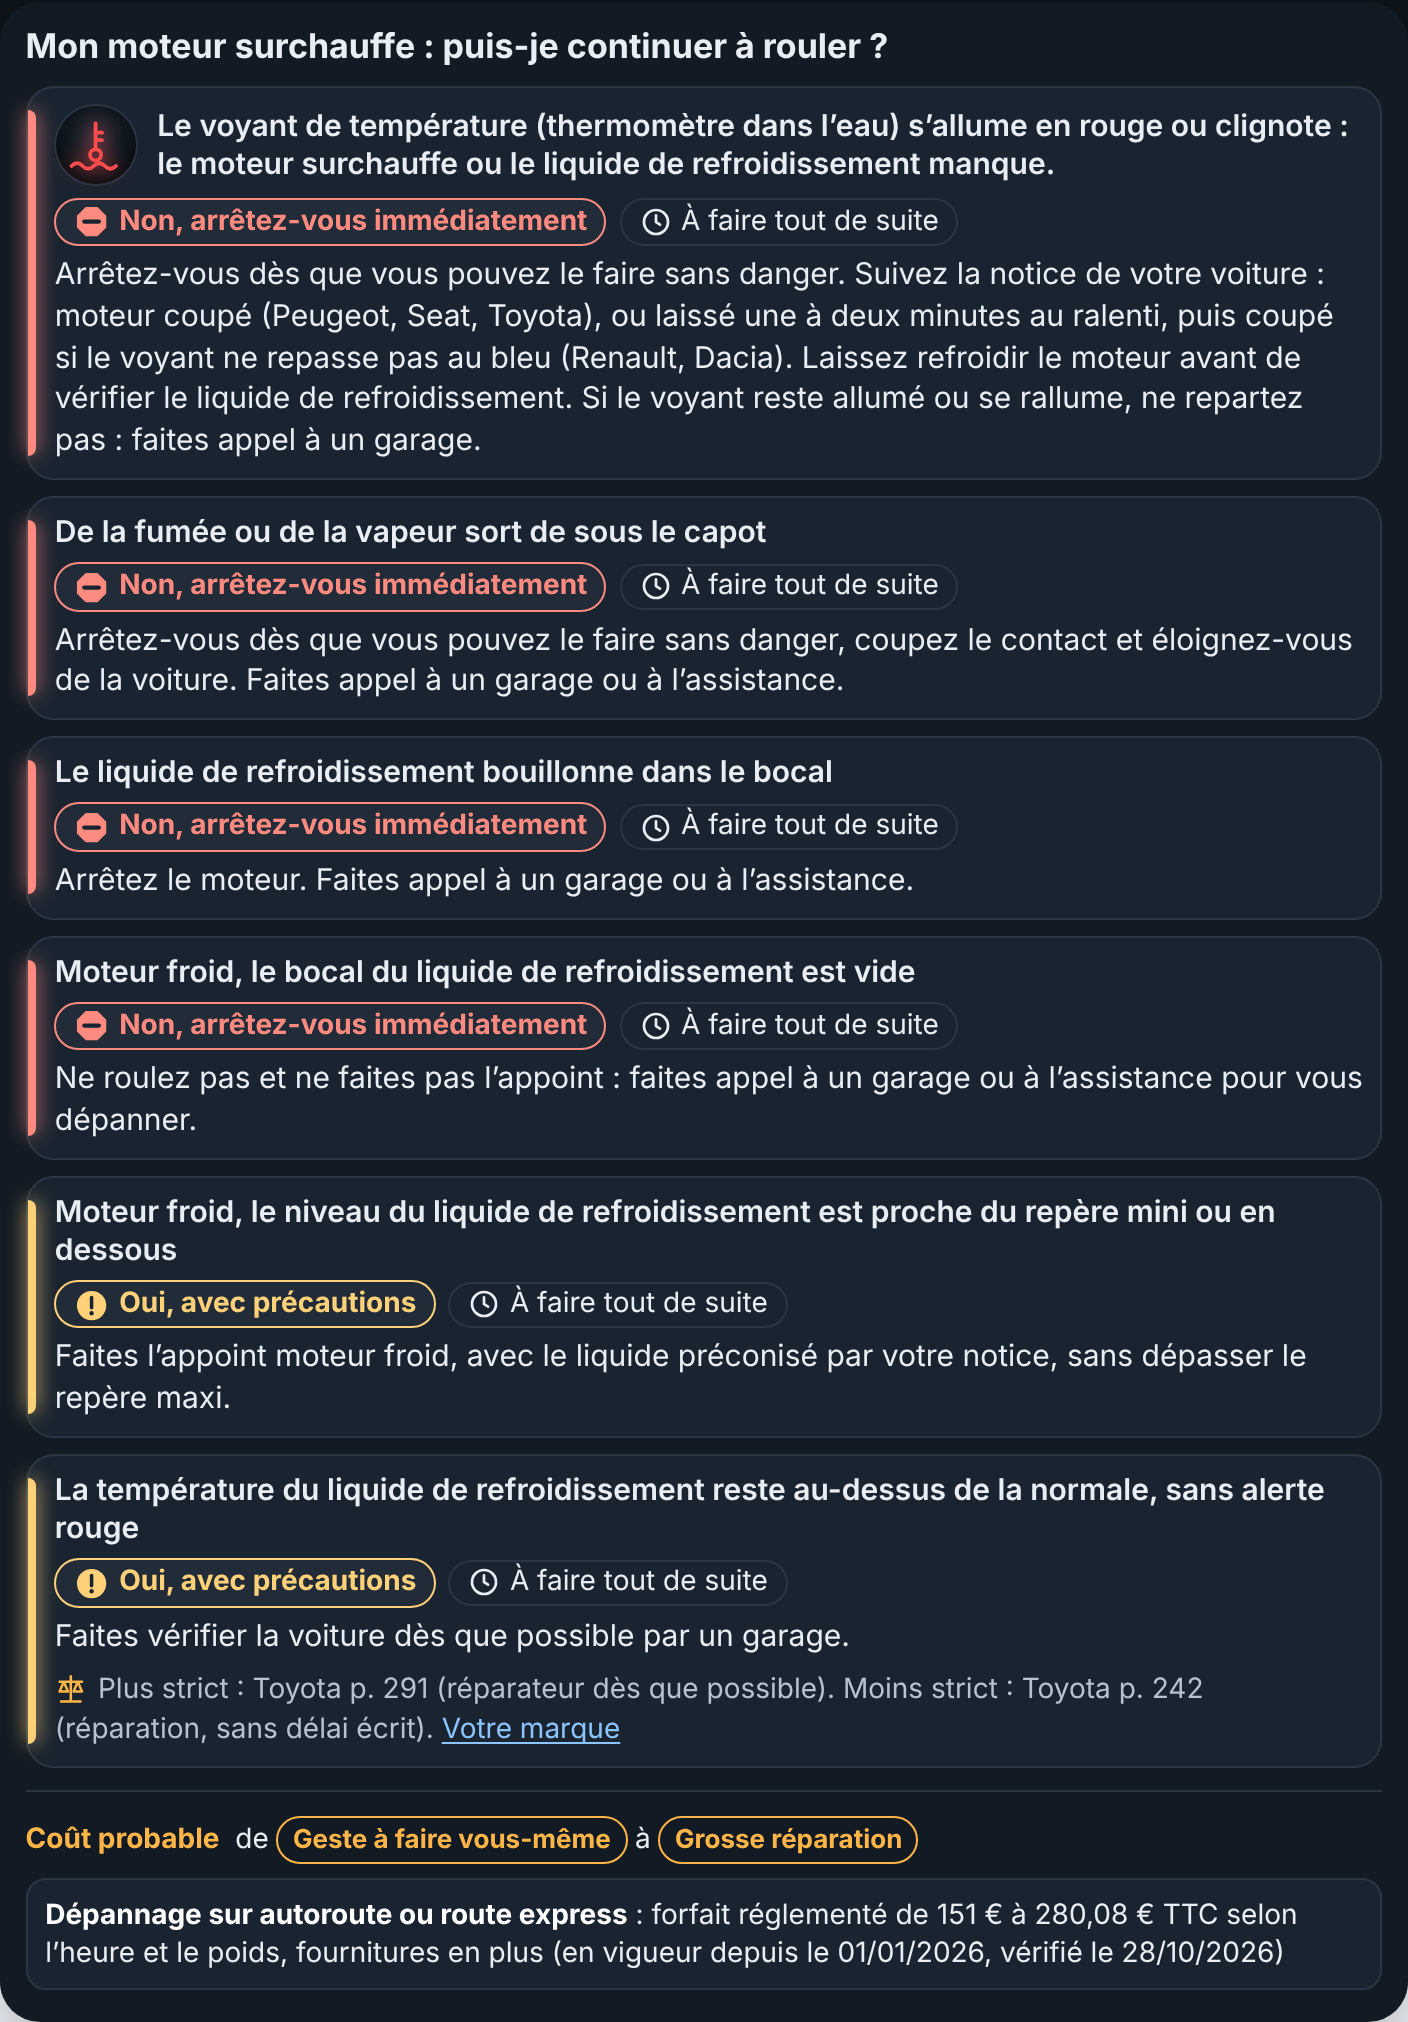 Mon moteur surchauffe : puis-je continuer à rouler ?
Le voyant de température (thermomètre dans l’eau) s’allume en rouge ou clignote :
le moteur surchauffe ou le liquide de refroidissement manque.
Non, arrêtez-vous immédiatement
À faire tout de suite
Arrêtez-vous dès que vous pouvez le faire sans danger. Suivez la notice de votre voiture :
moteur coupé (Peugeot, Seat, Toyota), ou laissé une à deux minutes au ralenti, puis coupé
si le voyant ne repasse pas au bleu (Renault, Dacia). Laissez refroidir le moteur avant de
vérifier le liquide de refroidissement. Si le voyant reste allumé ou se rallume, ne repartez
pas : faites appel à un garage.
De la fumée ou de la vapeur sort de sous le capot
Non, arrêtez-vous immédiatement
À faire tout de suite
Arrêtez-vous dès que vous pouvez le faire sans danger, coupez le contact et éloignez-vous
de la voiture. Faites appel à un garage ou à l’assistance.
Le liquide de refroidissement bouillonne dans le bocal
Non, arrêtez-vous immédiatement
À faire tout de suite
Arrêtez le moteur. Faites appel à un garage ou à l’assistance.
Moteur froid, le bocal du liquide de refroidissement est vide
Non, arrêtez-vous immédiatement
À faire tout de suite
Ne roulez pas et ne faites pas l’appoint : faites appel à un garage ou à l’assistance pour vous
dépanner.
Moteur froid, le niveau du liquide de refroidissement est proche du repère mini ou en
dessous
Oui, avec précautions
À faire tout de suite
Faites l’appoint moteur froid, avec le liquide préconisé par votre notice, sans dépasser le
repère maxi.
La température du liquide de refroidissement reste au-dessus de la normale, sans alerte
rouge
Oui, avec précautions
À faire tout de suite
Faites vérifier la voiture dès que possible par un garage.
Plus strict : Toyota p. 291 (réparateur dès que possible). Moins strict : Toyota p. 242
(réparation, sans délai écrit). Votre marque
Coût probable de Geste à faire vous-même à Grosse réparation
Dépannage sur autoroute ou route express : forfait réglementé de 151 € à 280,08 € TTC selon
l’heure et le poids, fournitures en plus (en vigueur depuis le 01/01/2026, vérifié le 28/10/2026)